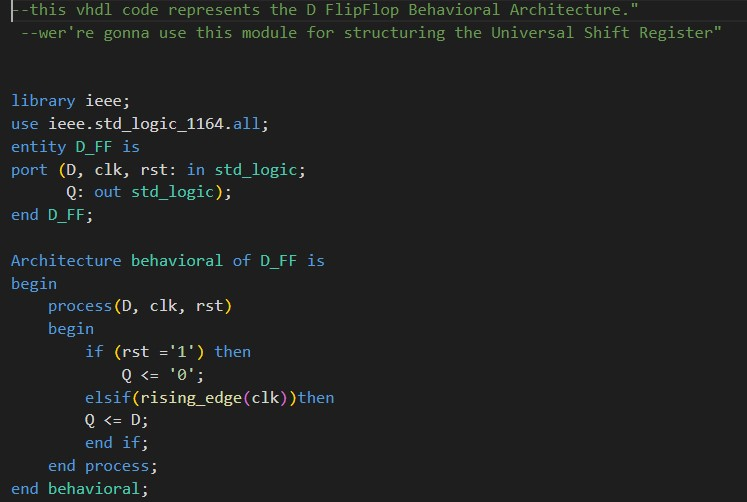 --this vhdl code represents the D FlipFlop Behavioral Architecture."
--wer're gonna use this module for structuring the Universal Shift Register"
library ieee;
use ieee.std_logic_1164.all;
entity D_FF is
port (D, clk, rst: in std_logic;
Q: out std_logic);
end D_FF;
Architecture behavioral of D_FF is
begin
process(D, clk, rst)
begin
if (rst ='1') then
Q <= '0';
elsif(rising_edge(clk))then
Q <= D;
end if;
end process;
end behavioral;